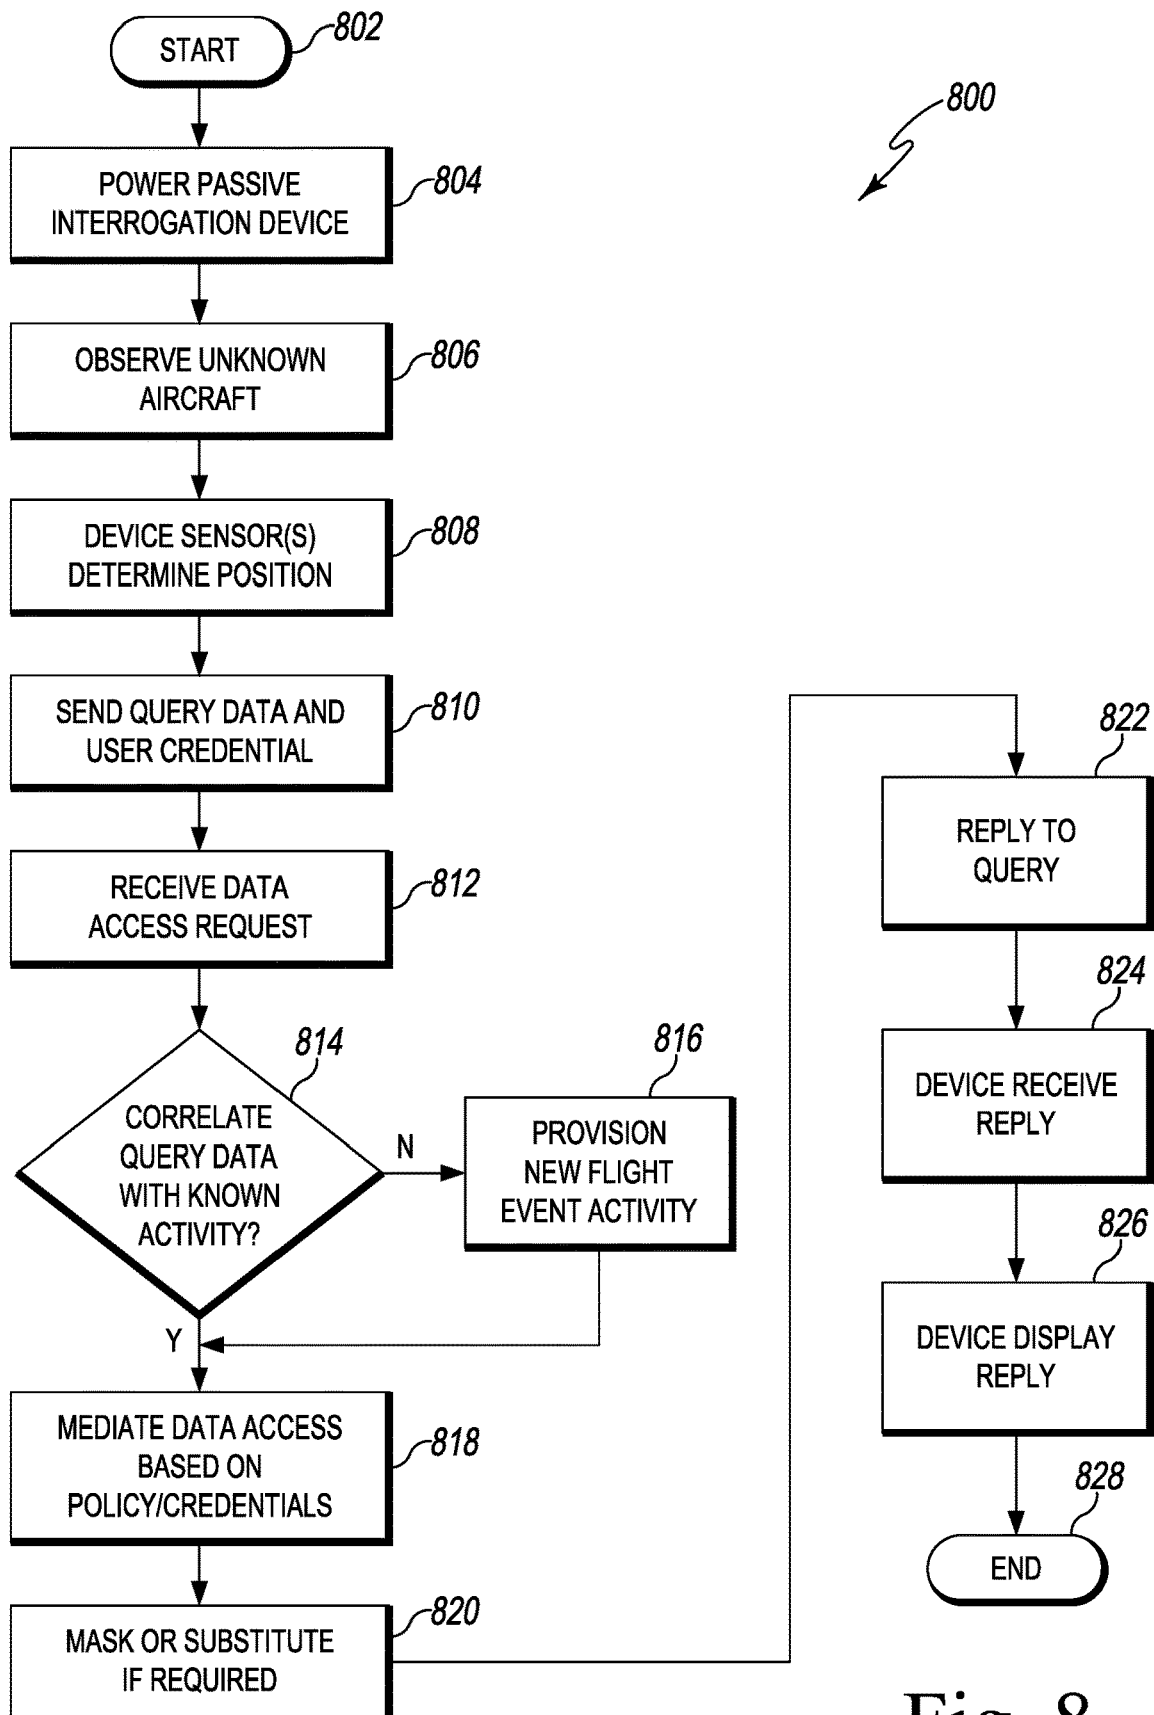 START
802
800
POWER PASSIVE
INTERROGATION DEVICE
804
OBSERVE UNKNOWN
AIRCRAFT
806
DEVICE SENSOR(S)
DETERMINE POSITION
808
SEND QUERY DATA AND
USER CREDENTIAL
810
RECEIVE DATA
ACCESS REQUEST
812
CORRELATE
QUERY DATA
WITH KNOWN
ACTIVITY?
814
N
PROVISION
NEW FLIGHT
EVENT ACTIVITY
816
Y
MEDIATE DATA ACCESS
BASED ON
POLICY/CREDENTIALS
818
MASK OR SUBSTITUTE
IF REQUIRED
820
REPLY TO
QUERY
822
DEVICE RECEIVE
REPLY
824
DEVICE DISPLAY
REPLY
826
END
828
Fig. 8